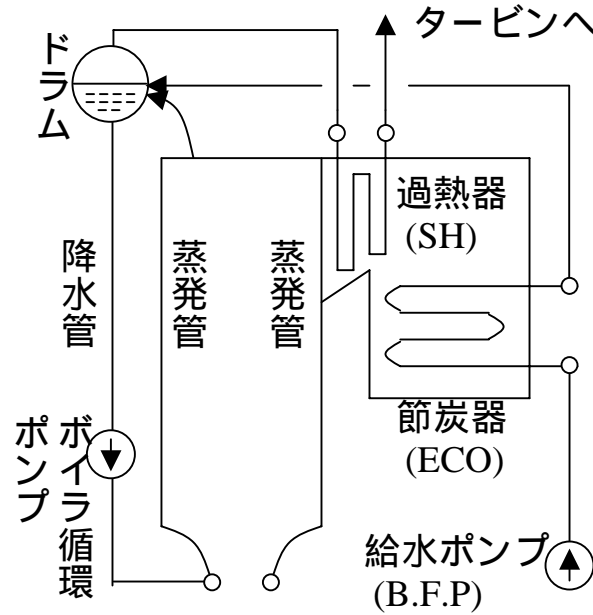 タービンへ
ドラム
過熱器
(SH)
降水管
蒸発管
蒸発管
節炭器
(ECO)
ボイラ循環
ポンプ
給水ポンプ
(B.F.P)